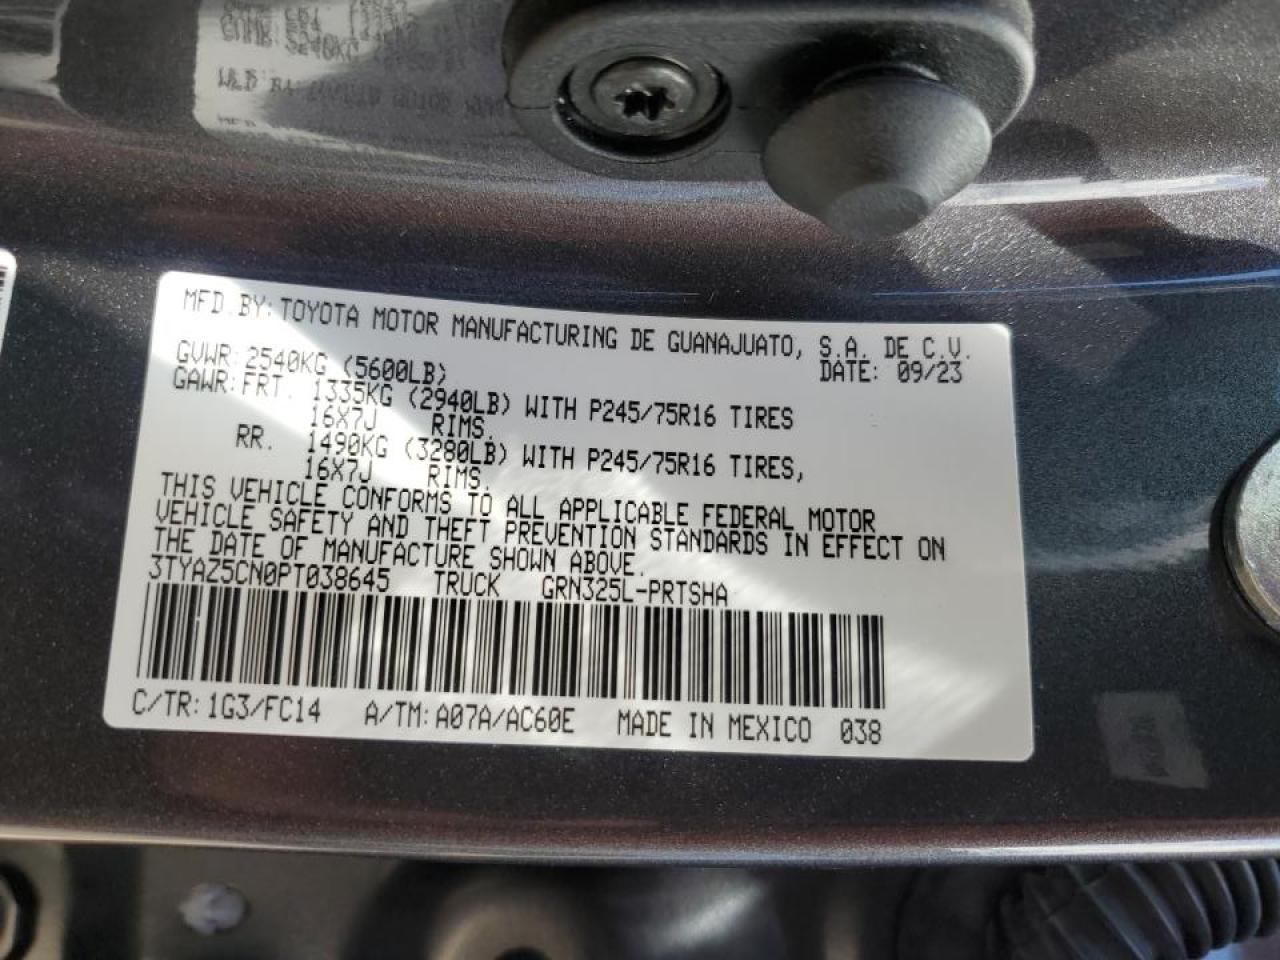 MFD. BY: TOYOTA MOTOR MANUFACTURING DE GUANAJUATO, S.A. DE C.V.
GVWR: 2540KG (5600LB) DATE: 09/23
GAWR: FRT. 1335KG (2940LB) WITH P245/75R16 TIRES
16X7J RIMS.
RR. 1490KG (3280LB) WITH P245/75R16 TIRES,
16X7J RIMS.
THIS VEHICLE CONFORMS TO ALL APPLICABLE FEDERAL MOTOR
VEHICLE SAFETY AND THEFT PREVENTION STANDARDS IN EFFECT ON
THE DATE OF MANUFACTURE SHOWN ABOVE.
3TYAZ5CN0PT038645 TRUCK GRN325L-PRTSHA
C/TR: 1G3/FC14 A/TM: A07A/AC60E MADE IN MEXICO 038